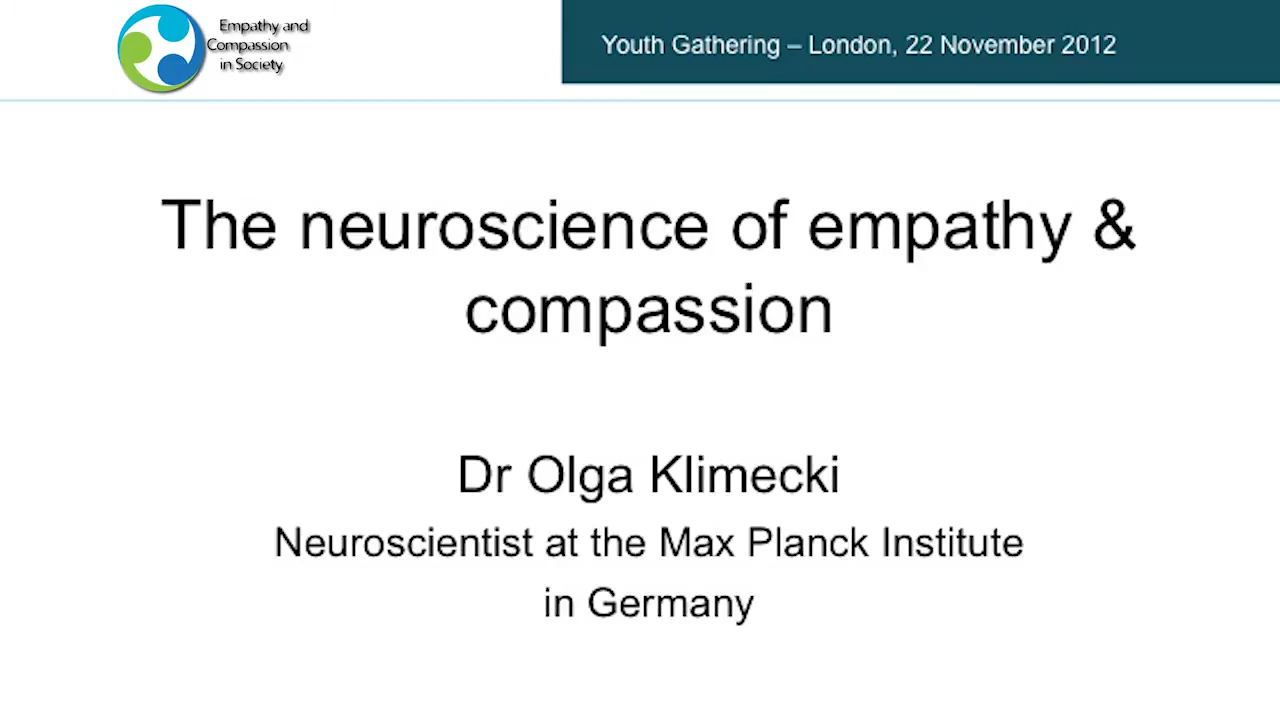 Empathy and
Compassion
in Society
Youth Gathering – London, 22 November 2012
The neuroscience of empathy &
compassion
Dr Olga Klimecki
Neuroscientist at the Max Planck Institute
in Germany